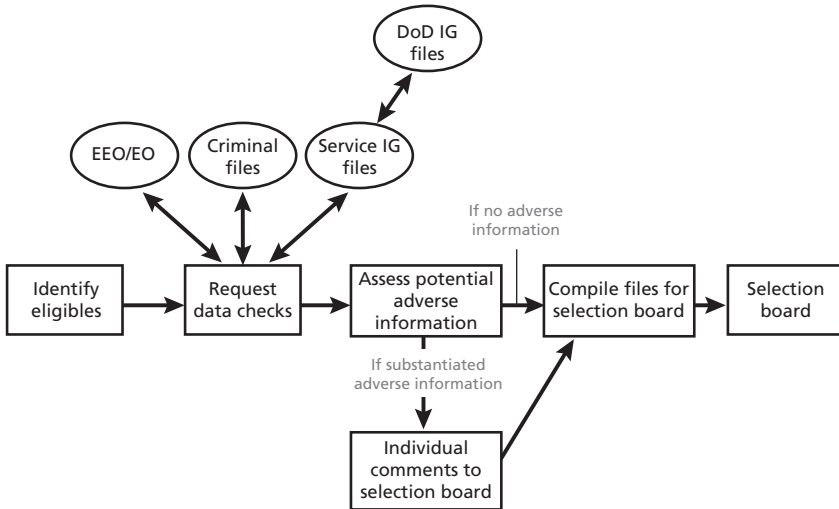 DoD IG
files
EEO/EO
Criminal
files
Service IG
files
If no adverse
information
Identify
eligibles
Request
data checks
Assess potential
adverse
information
Compile files for
selection board
Selection
board
If substantiated
adverse information
Individual
comments to
selection board